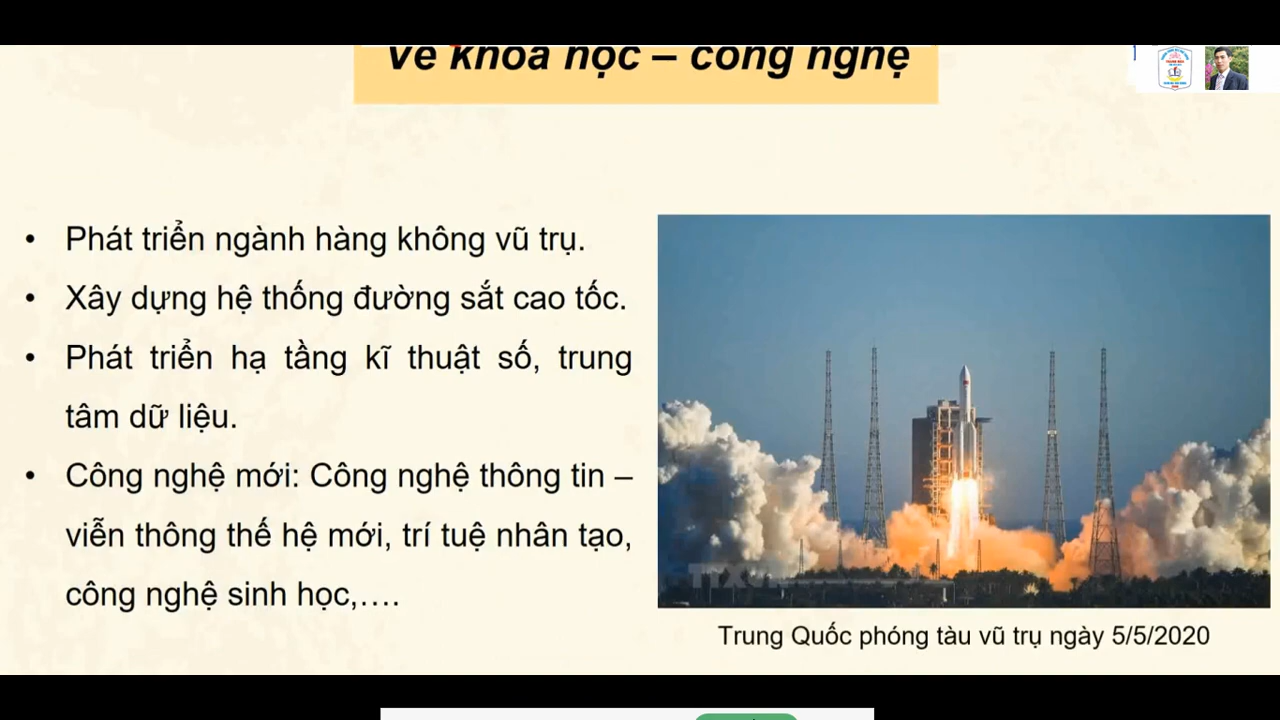 Về khoa học – công nghệ
• Phát triển ngành hàng không vũ trụ.
• Xây dựng hệ thống đường sắt cao tốc.
• Phát triển hạ tầng kĩ thuật số, trung
tâm dữ liệu.
• Công nghệ mới: Công nghệ thông tin –
viễn thông thế hệ mới, trí tuệ nhân tạo,
công nghệ sinh học,….
Trung Quốc phóng tàu vũ trụ ngày 5/5/2020